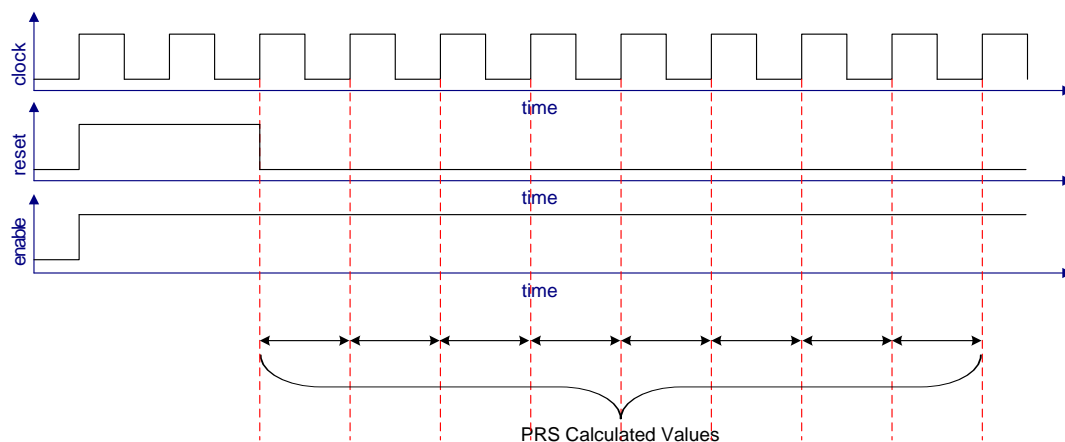 clock
time
reset
time
enable
time
PRS Calculated Values